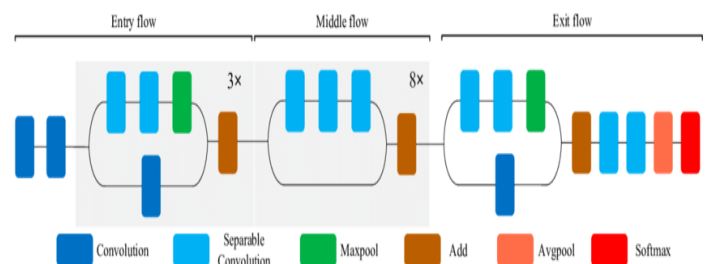 Entry flow
Middle flow
Exit flow
3×
8×
Convolution
Separable
Convolution
Maxpool
Add
Avgpool
Softmax